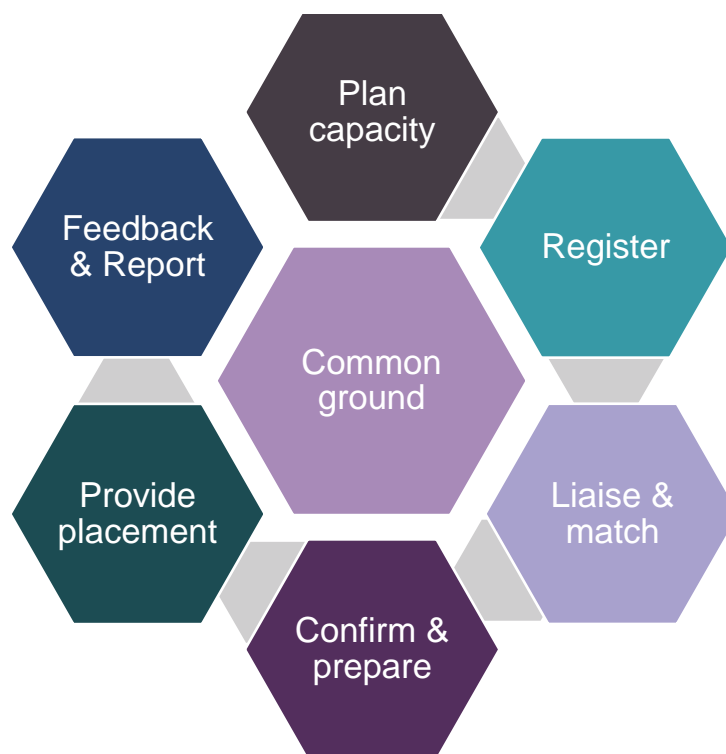 Plan
capacity
Register
Liaise &
match
Confirm &
prepare
Provide
placement
Feedback
& Report
Common
ground